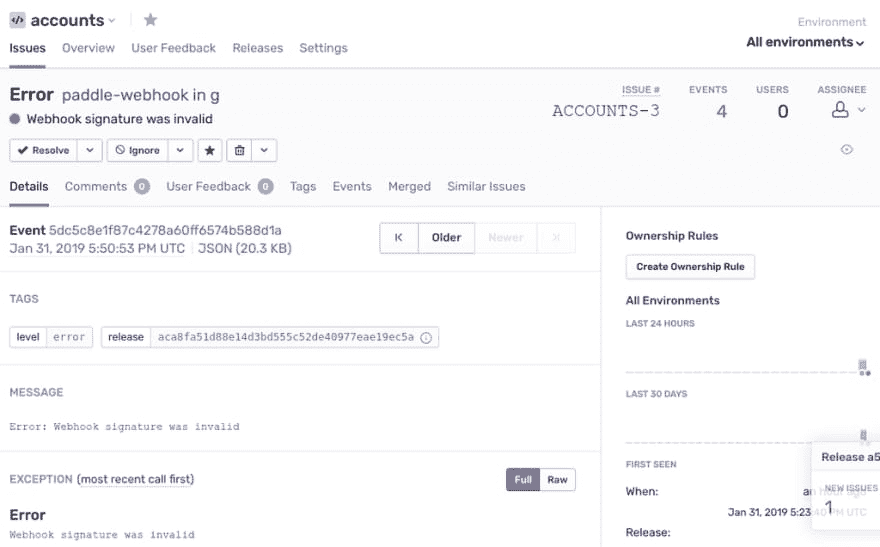 accounts
Environment
All environments
Issues Overview User Feedback Releases Settings
Error paddle-webhook in g
Webhook signature was invalid
ISSUE # EVENTS USERS ASSIGNEE
ACCOUNTS-3 4 0
Resolve Ignore
Details Comments 0 User Feedback 0 Tags Events Merged Similar Issues
Event 5dc5c8e1f87c4278a60ff6574b588d1a
Jan 31, 2019 5:50:53 PM UTC JSON (20.3 KB)
Older Newer
TAGS
level error release aca8fa51d88e14d3bd555c52de40977eae19ec5a
MESSAGE
Error: Webhook signature was invalid
EXCEPTION (most recent call first)
Full Raw
Error
Webhook signature was invalid
Ownership Rules
Create Ownership Rule
All Environments
LAST 24 HOURS
LAST 30 DAYS
FIRST SEEN
When: an hour ago
Jan 31, 2019 5:23:40 PM UTC
Release:
Release a5
NEW ISSUES
1